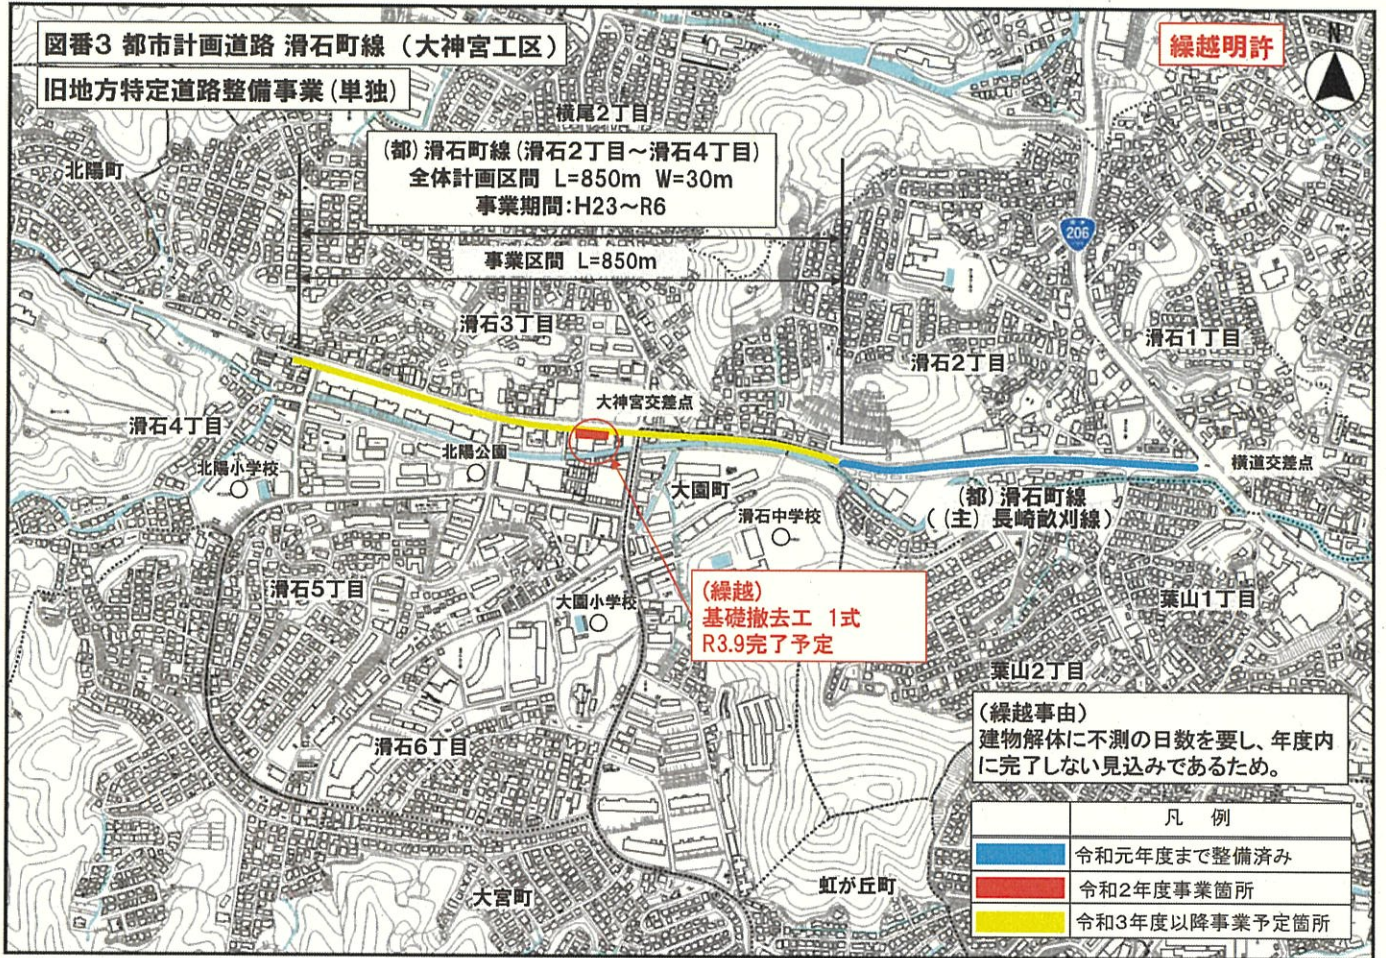 図番3 都市計画道路 滑石町線 (大神宮工区)
繰越明許
N
旧地方特定道路整備事業(単独)
横尾2丁目
(都)滑石町線(滑石2丁目～滑石4丁目)
全体計画区間 L=850m W=30m
事業期間:H23～R6
北陽町
206
事業区間 L=850m
滑石3丁目
滑石1丁目
滑石2丁目
大神宮交差点
滑石4丁目
北陽公園
北陽小学校
横道交差点
大園町
(都)滑石町線
((主) 長崎畝刈線)
滑石中学校
(繰越)
基礎撤去工 1式
R3.9完了予定
滑石5丁目
大園小学校
葉山1丁目
葉山2丁目
(繰越事由)
建物解体に不測の日数を要し、年度内
に完了しない見込みであるため。
滑石6丁目
凡 例
令和元年度まで整備済み
令和2年度事業箇所
令和3年度以降事業予定箇所
大宮町
虹が丘町